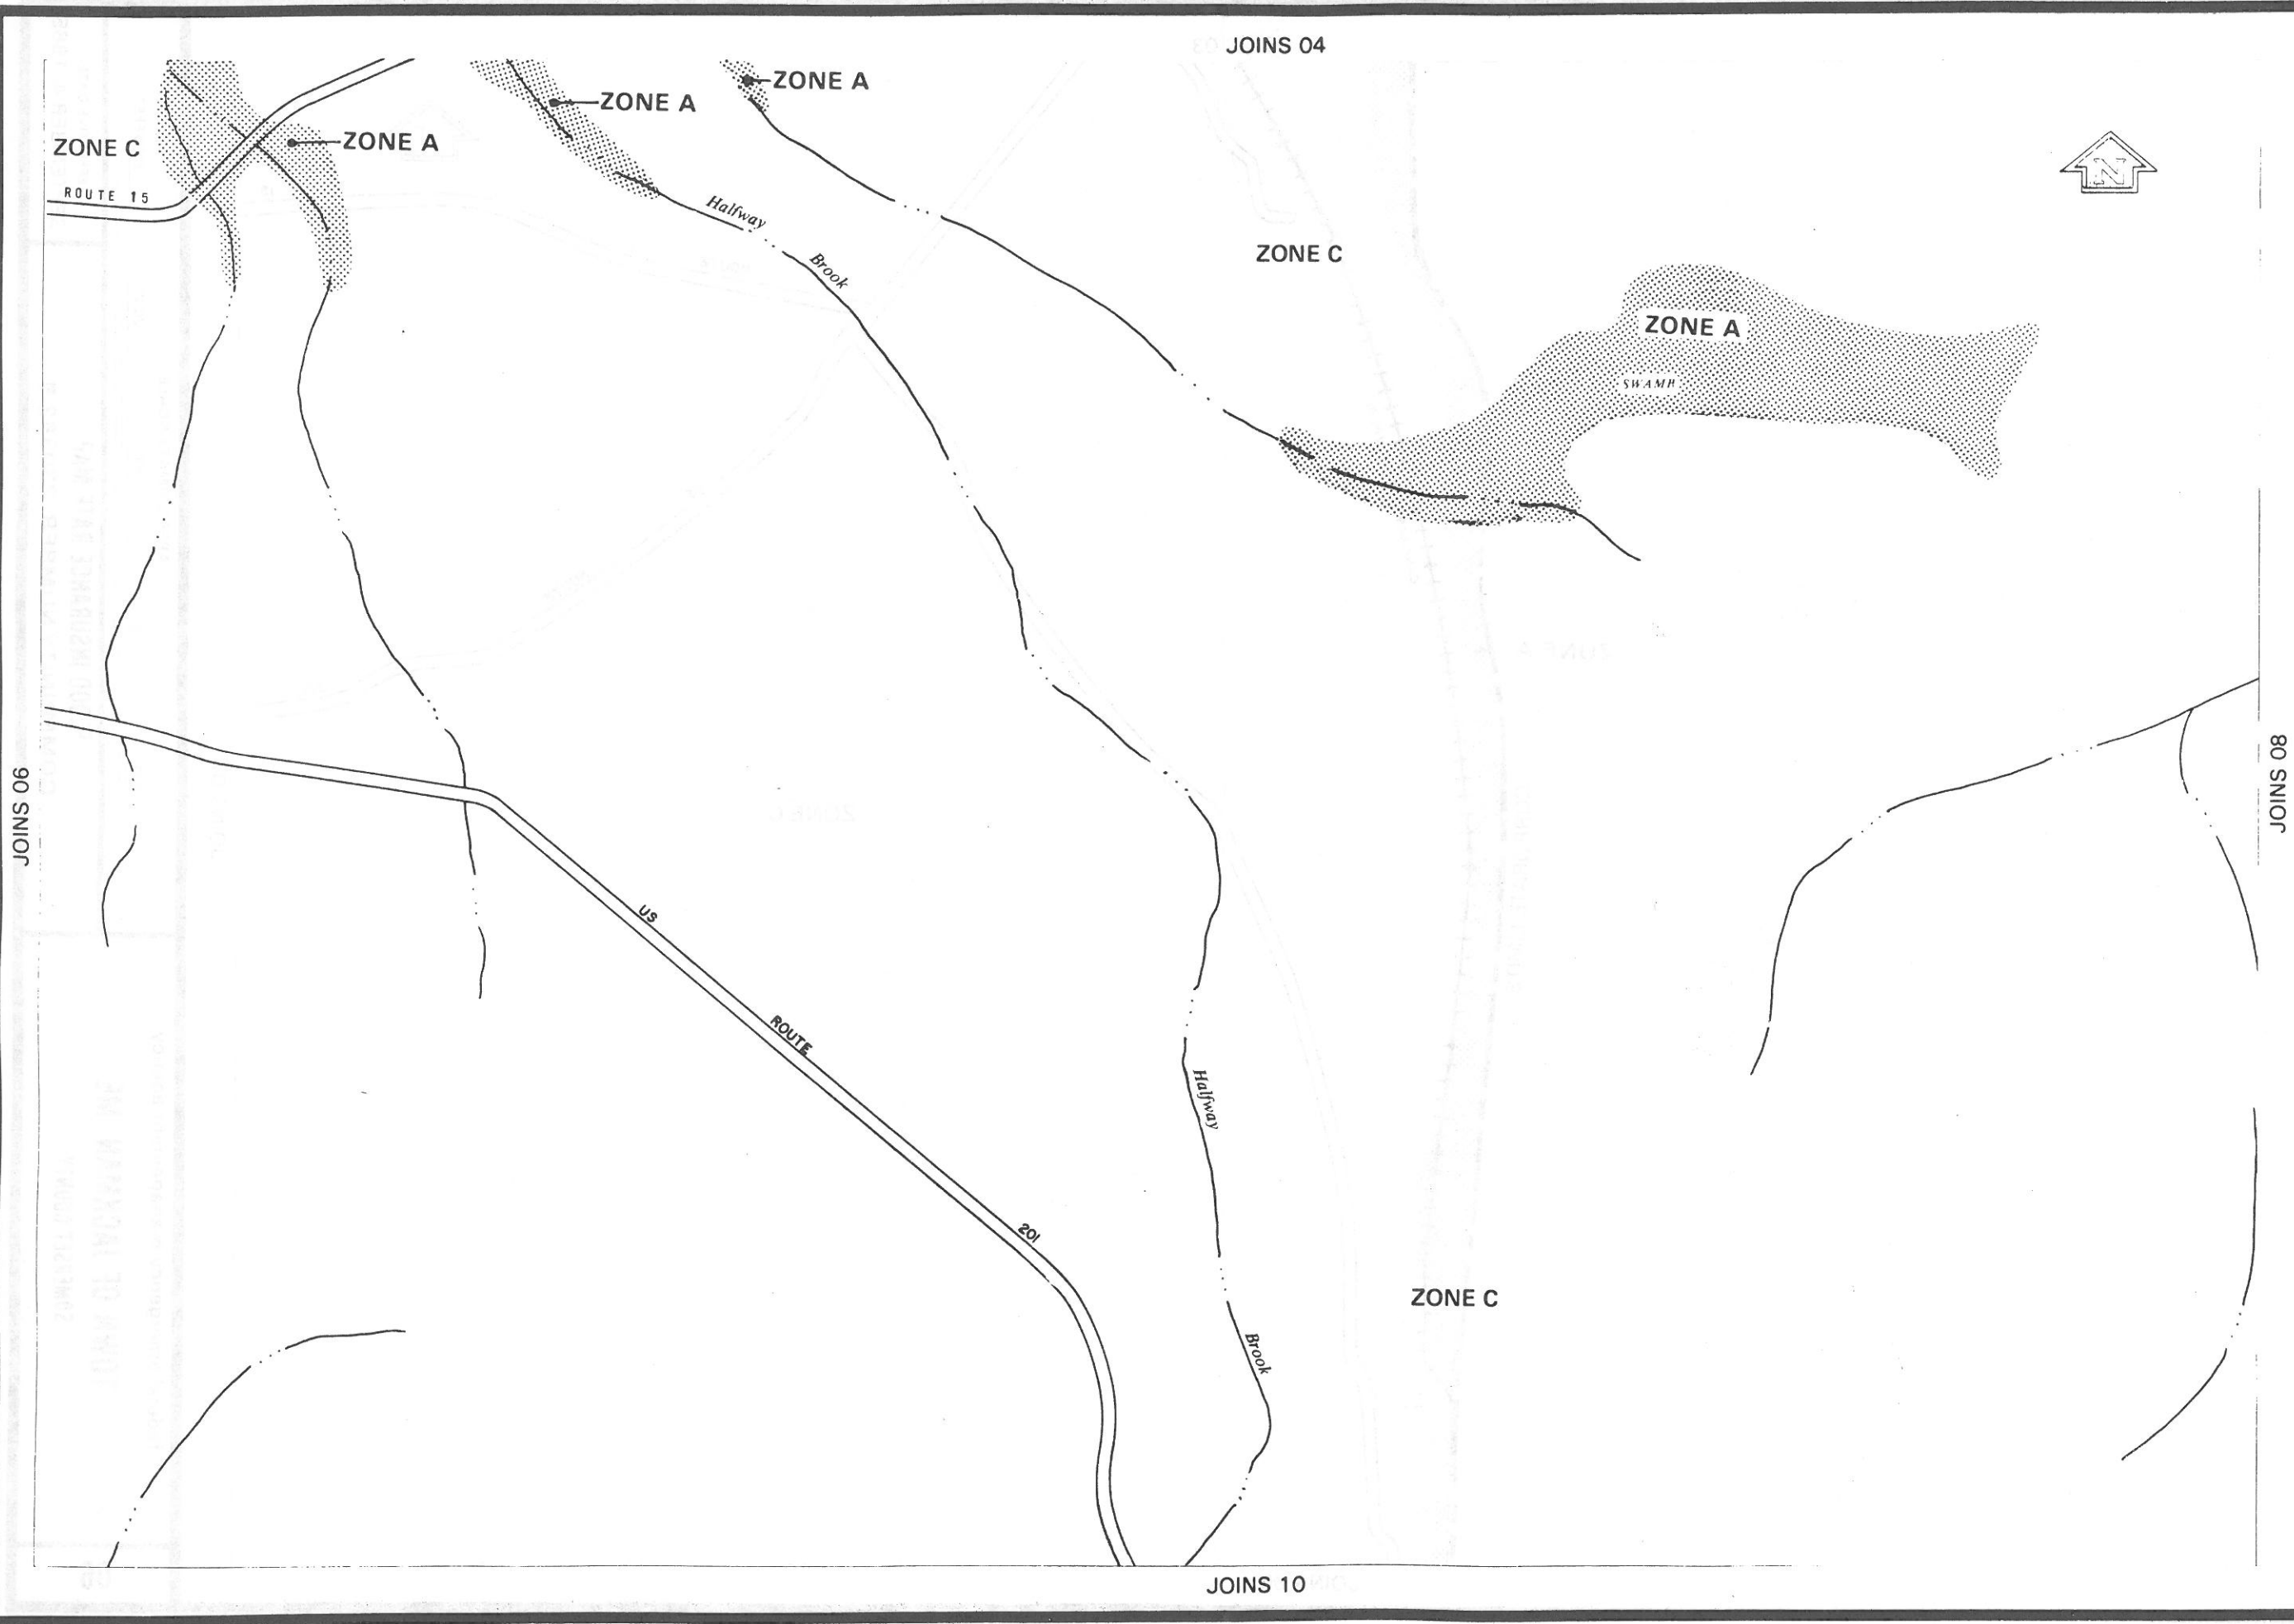 JOINS 04
ZONE A
ZONE A
ZONE A
ZONE C
ROUTE 15
Halfway
Brook
ZONE C
N
ZONE A
SWAMP
JOINS 06
JOINS 08
US
ROUTE
201
Halfway
Brook
ZONE C
JOINS 10